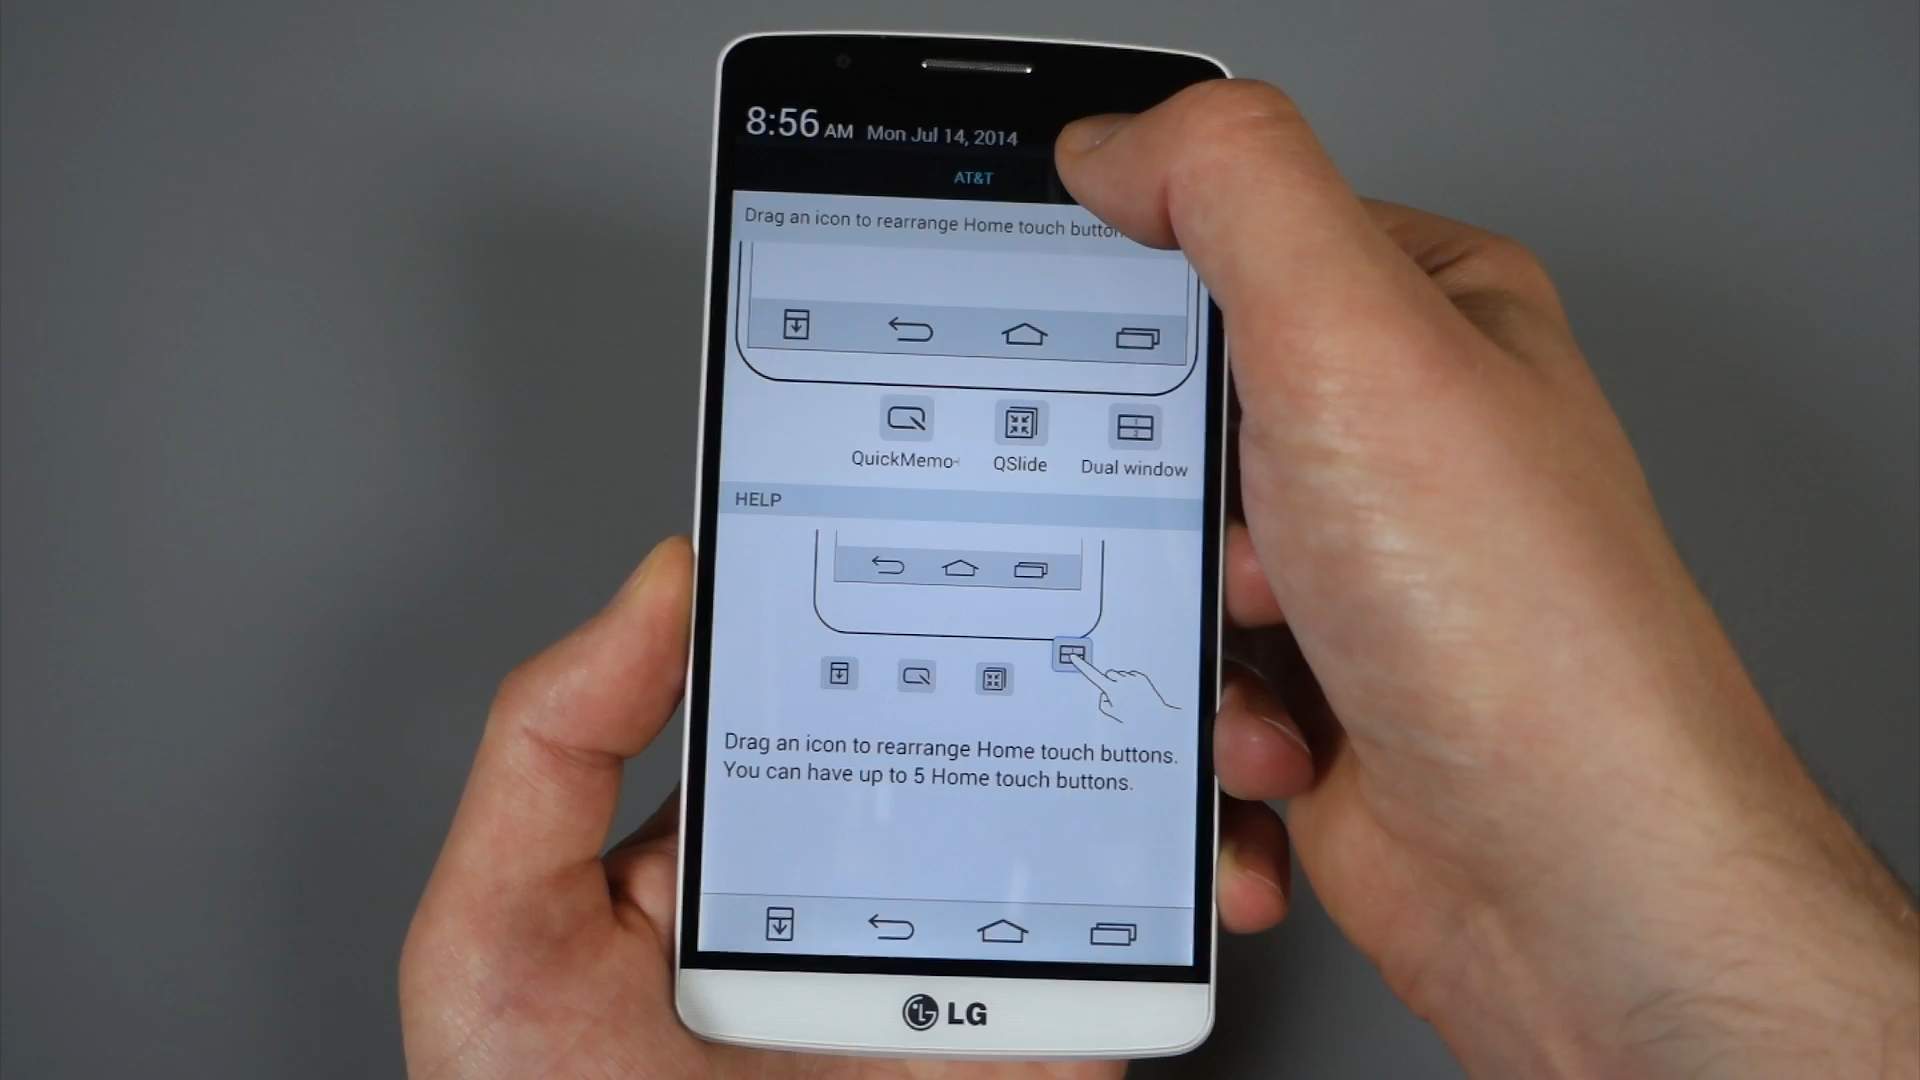 8:56 AM Mon Jul 14, 2014
AT&T
Drag an icon to rearrange Home touch
QuickMemo QSlide Dual window
HELP
Drag an icon to rearrange Home touch buttons.
You can have up to 5 Home touch buttons.
LG